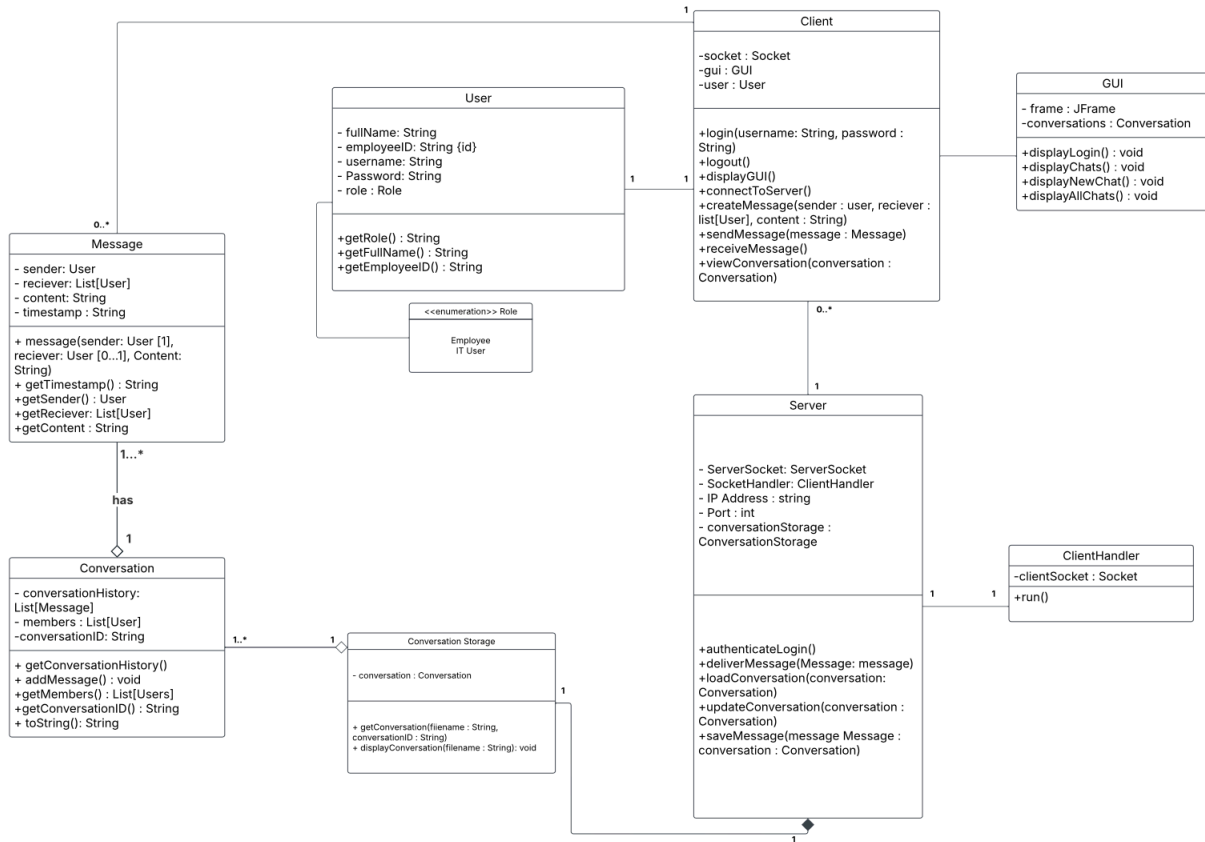 1
Client
-socket : Socket
-gui : GUI
-user : User
+login(username: String, password :
String)
+logout()
+displayGUI()
+connectToServer()
+createMessage(sender : user, reciever :
list[User], content : String)
+sendMessage(message : Message)
+receiveMessage()
+viewConversation(conversation :
Conversation)
GUI
- frame : JFrame
-conversations : Conversation
+displayLogin() : void
+displayChats() : void
+displayNewChat() : void
+displayAllChats() : void
User
- fullName: String
- employeeID: String {id}
- username: String
- Password: String
- role : Role
+getRole() : String
+getFullName() : String
+getEmployeeID() : String
1
1
<<enumeration>> Role
Employee
IT User
0..*
Message
- sender: User
- reciever: List[User]
- content: String
- timestamp : String
+ message(sender: User [1],
reciever: User [0...1], Content:
String)
+ getTimestamp() : String
+getSender() : User
+getReciever: List[User]
+getContent : String
1...*
has
1
Conversation
- conversationHistory:
List[Message]
- members : List[User]
-conversationID: String
+ getConversationHistory()
+ addMessage() : void
+getMembers() : List[Users]
+getConversationID() : String
+ toString(): String
1..*
1
Conversation Storage
- conversation : Conversation
+ getConversation(fiename : String,
conversationID : String)
+ displayConversation(filename : String): void
1
0..*
1
Server
- ServerSocket: ServerSocket
- SocketHandler: ClientHandler
- IP Address : string
- Port : int
- conversationStorage :
ConversationStorage
+authenticateLogin()
+deliverMessage(Message: message)
+loadConversation(conversation:
Conversation)
+updateConversation(conversation :
Conversation)
+saveMessage(message Message :
conversation : Conversation)
1
1
1
ClientHandler
-clientSocket : Socket
+run()